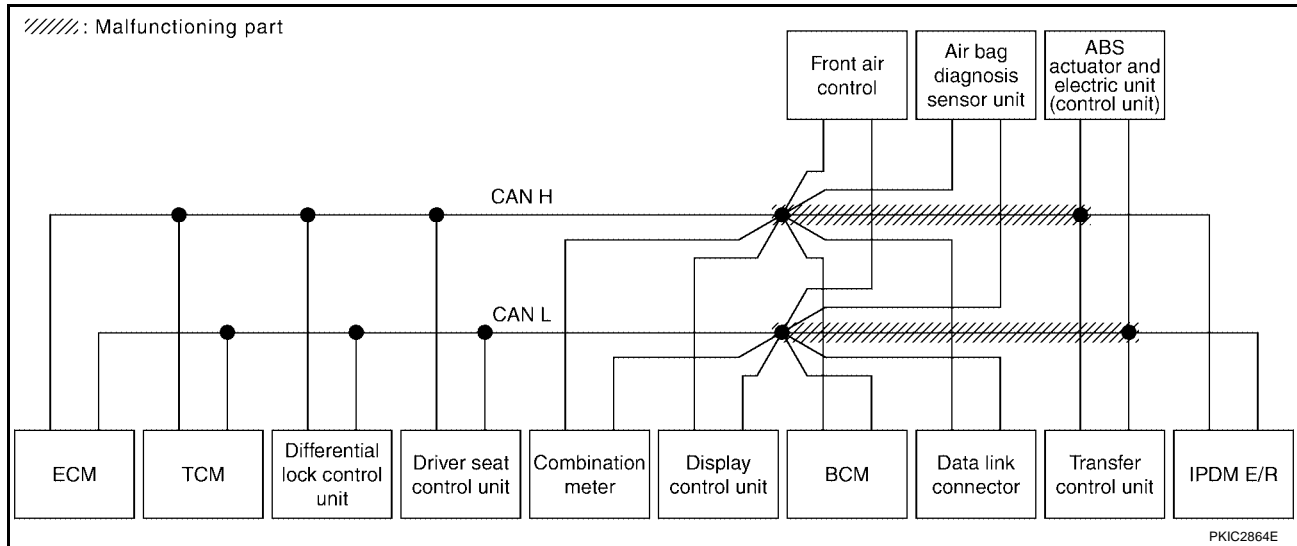 : Malfunctioning part
Front air
control
Air bag
diagnosis
sensor unit
ABS
actuator and
electric unit
(control unit)
CAN H
CAN L
ECM
TCM
Differential
lock control
unit
Driver seat
control unit
Combination
meter
Display
control unit
BCM
Data link
connector
Transfer
control unit
IPDM E/R
PKIC2864E